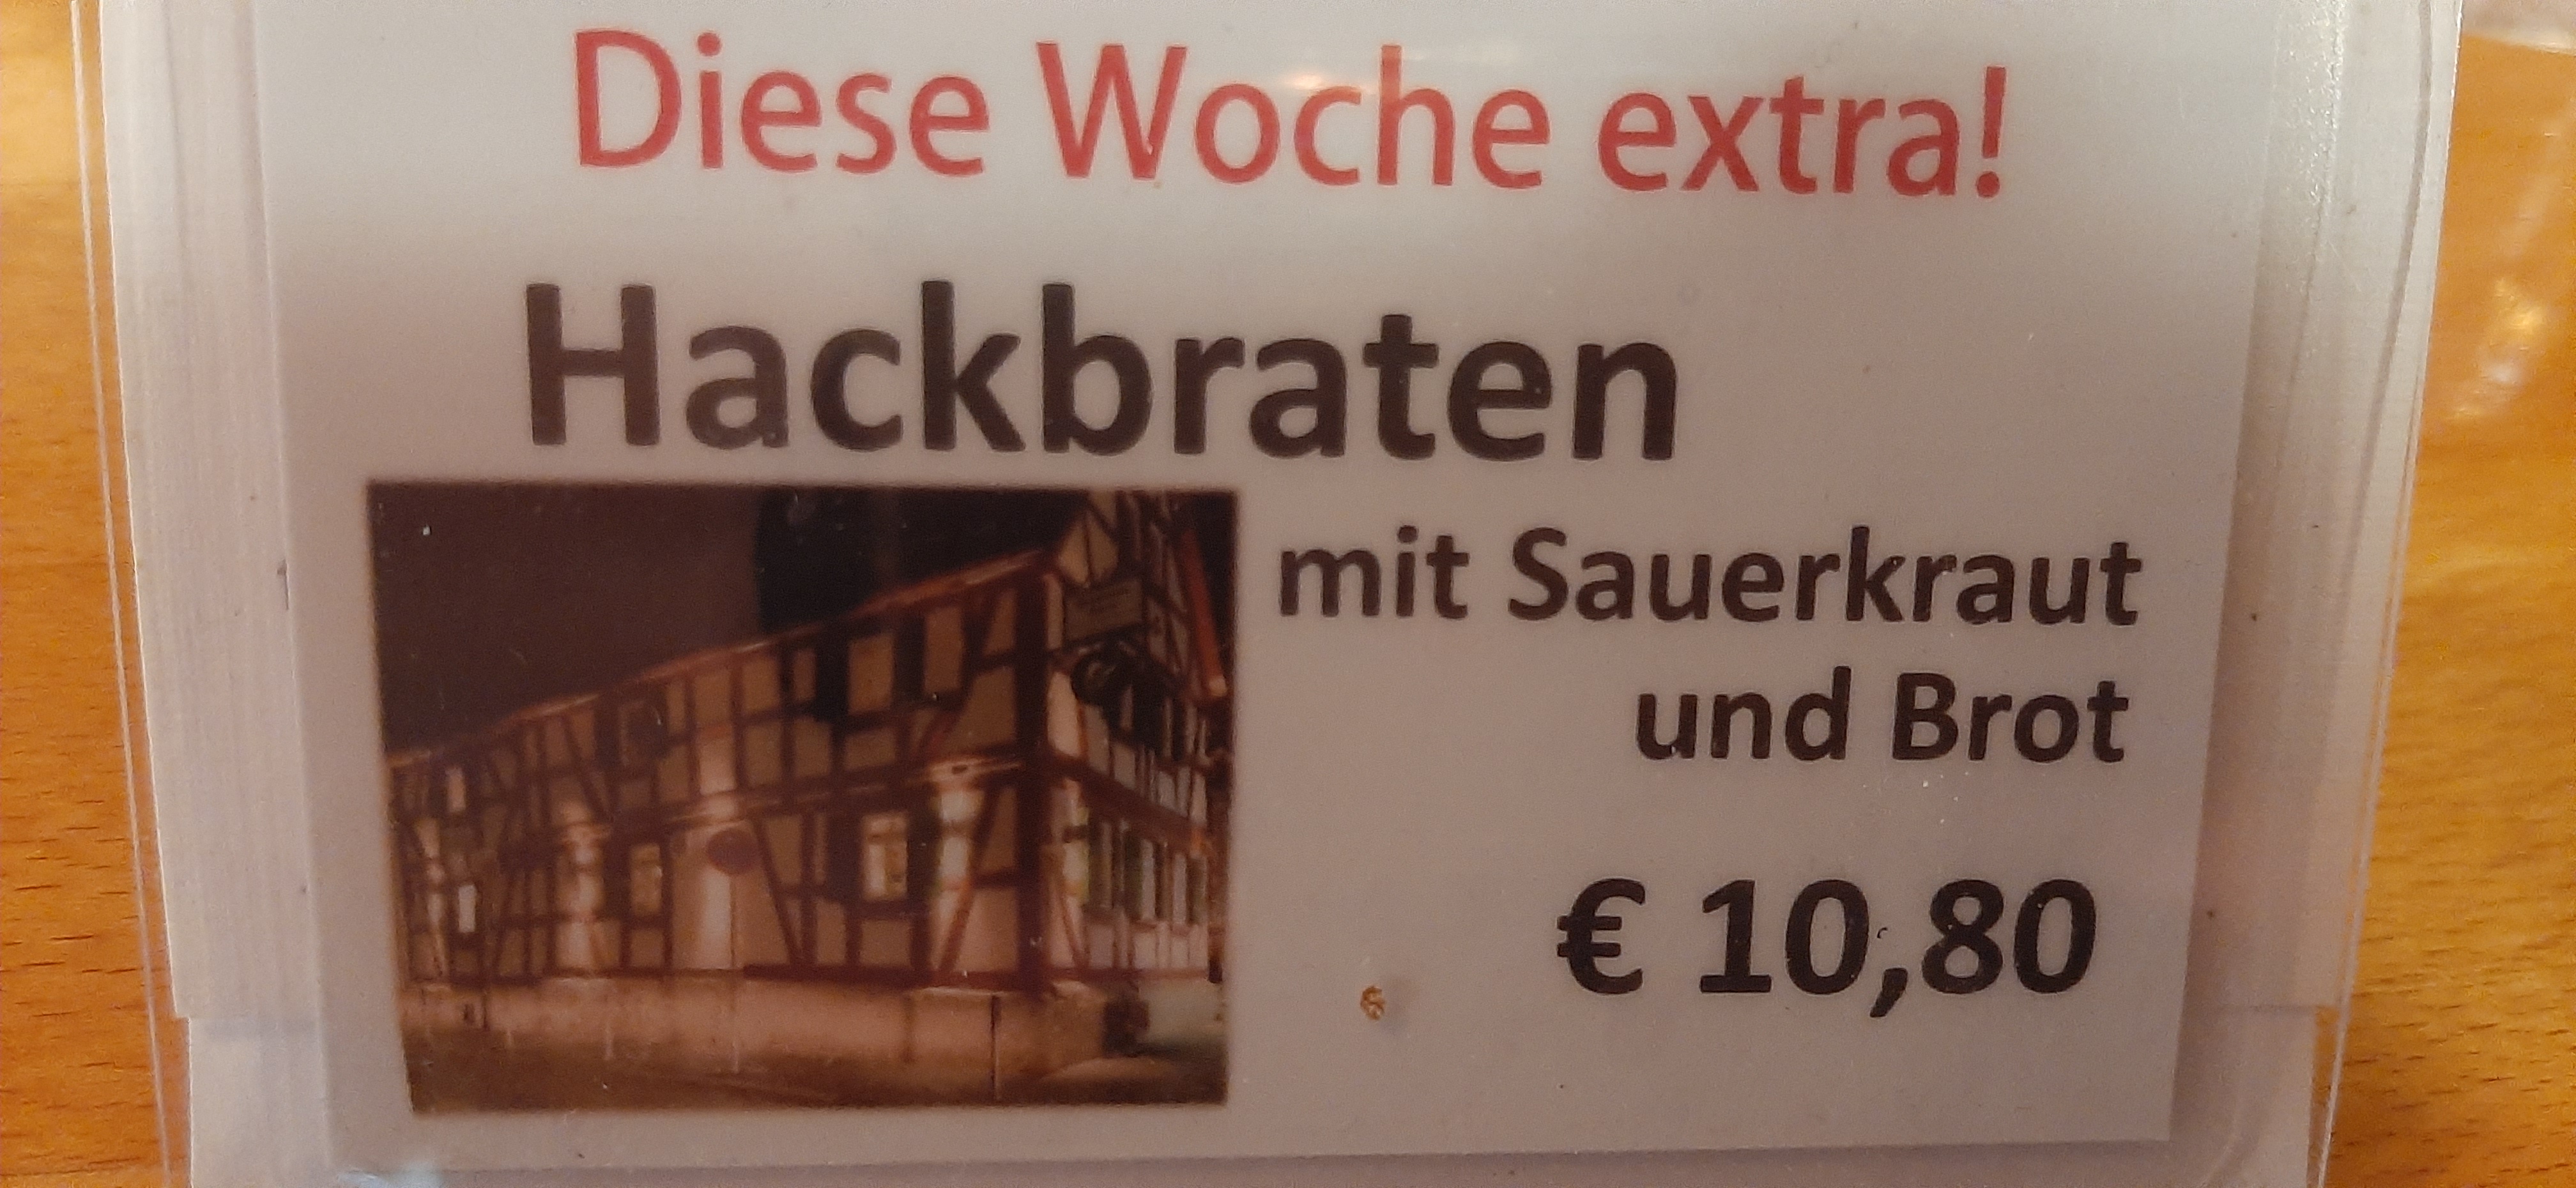 Diese Woche extra!
Hackbraten
mit Sauerkraut
und Brot
€ 10,80